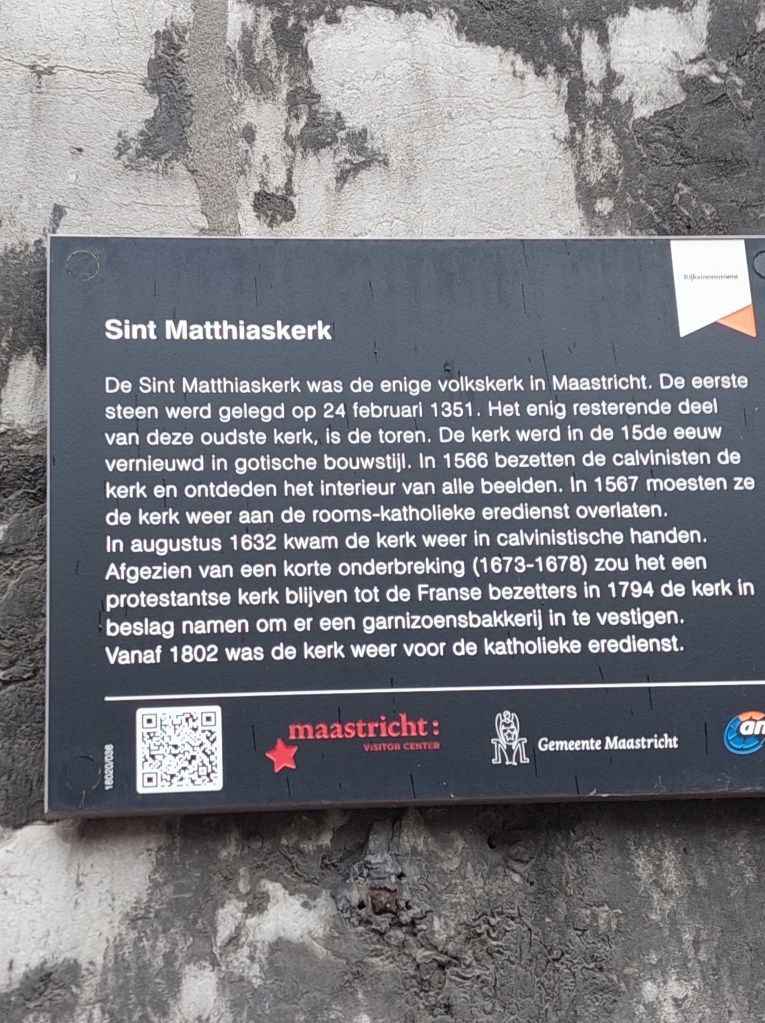 Rijksmonument
Sint Matthiaskerk
De Sint Matthiaskerk was de enige volkskerk in Maastricht. De eerste
steen werd gelegd op 24 februari 1351. Het enig resterende deel
van deze oudste kerk, is de toren. De kerk werd in de 15de eeuw
vernieuwd in gotische bouwstijl. In 1566 bezetten de calvinisten de
kerk en ontdeden het interieur van alle beelden. In 1567 moesten ze
de kerk weer aan de rooms-katholieke eredienst overlaten.
In augustus 1632 kwam de kerk weer in calvinistische handen.
Afgezien van een korte onderbreking (1673-1678) zou het een
protestantse kerk blijven tot de Franse bezetters in 1794 de kerk in
beslag namen om er een garnizoensbakkerij in te vestigen.
Vanaf 1802 was de kerk weer voor de katholieke eredienst.
maastricht:
VISITOR CENTER
Gemeente Maastricht